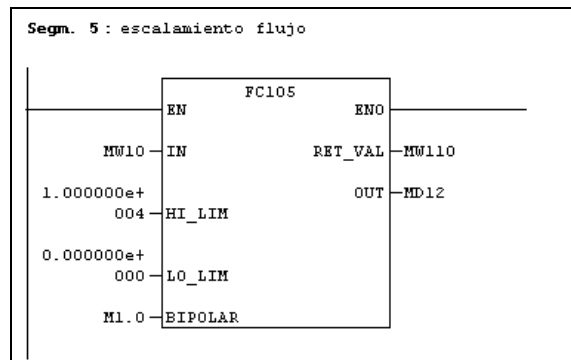 Segm. 5 : escalamiento flujo
FC105
EN ENO
MW10 IN RET_VAL MW110
1.000000e+ OUT MD12
004 HI_LIM
0.000000e+
000 LO_LIM
M1.0 BIPOLAR